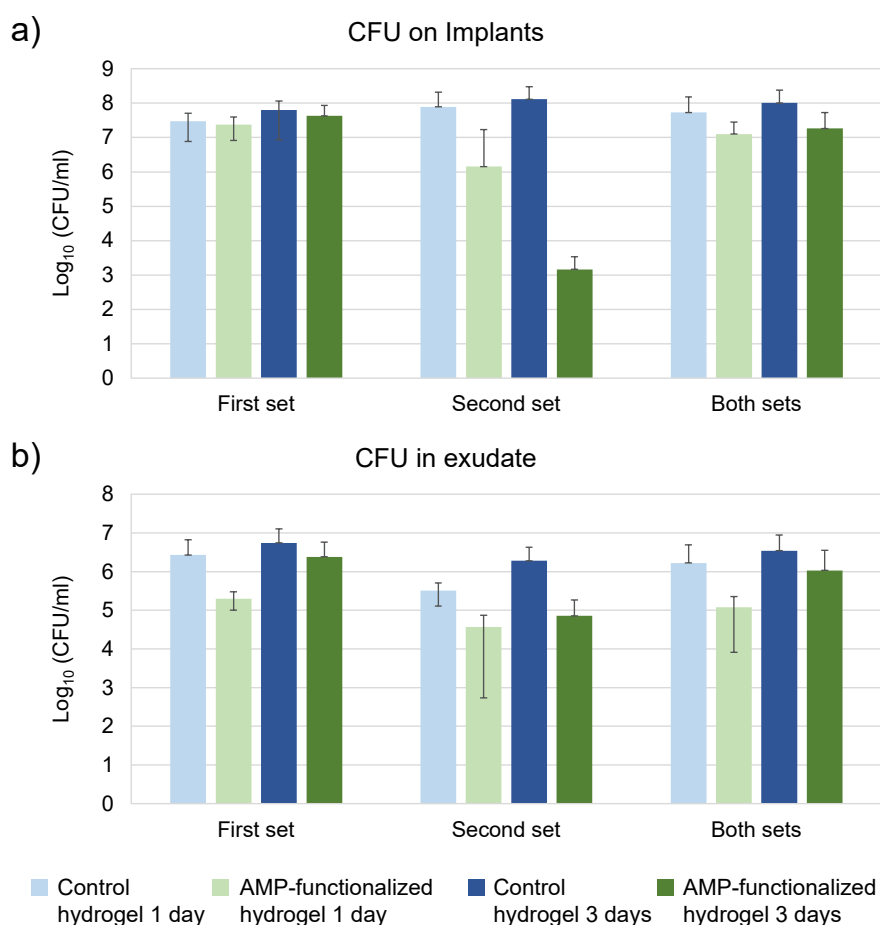 a)
CFU on Implants
9
8
7
6
5
4
3
2
1
0
Log₁₀ (CFU/ml)
First set
Second set
Both sets
b)
CFU in exudate
8
7
6
5
4
3
2
1
0
Log₁₀ (CFU/ml)
First set
Second set
Both sets
Control
hydrogel 1 day
AMP-functionalized
hydrogel 1 day
Control
hydrogel 3 days
AMP-functionalized
hydrogel 3 days